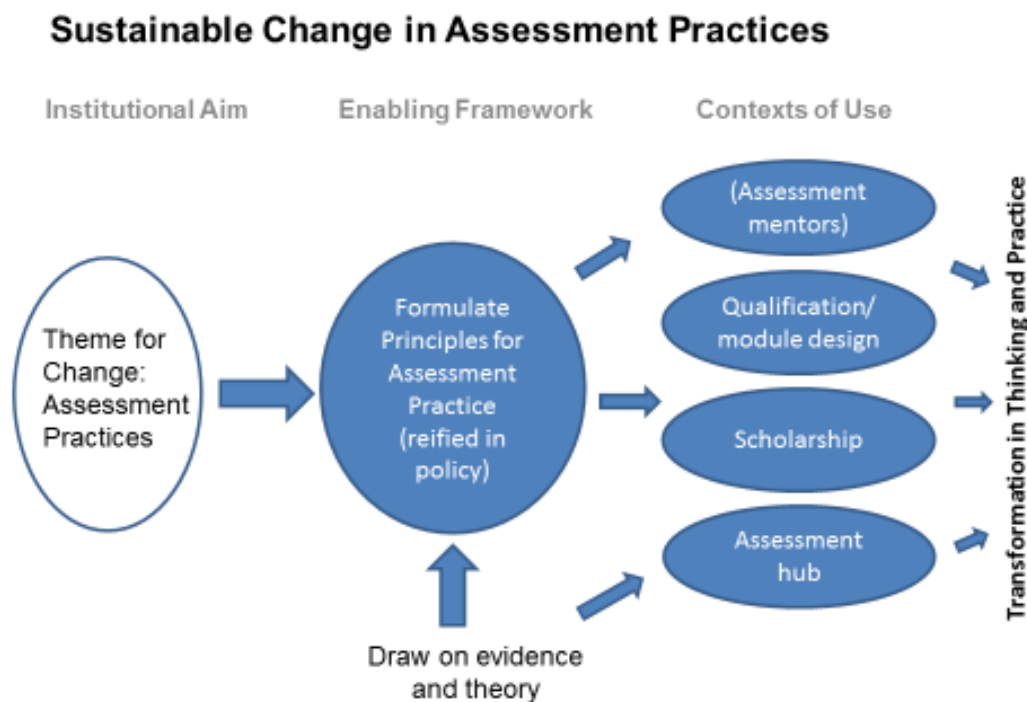 Sustainable Change in Assessment Practices
Institutional Aim
Enabling Framework
Contexts of Use
Theme for
Change:
Assessment
Practices
Formulate
Principles for
Assessment
Practice
(reified in
policy)
Draw on evidence
and theory
(Assessment
mentors)
Qualification/
module design
Scholarship
Assessment
hub
Transformation in Thinking and Practice